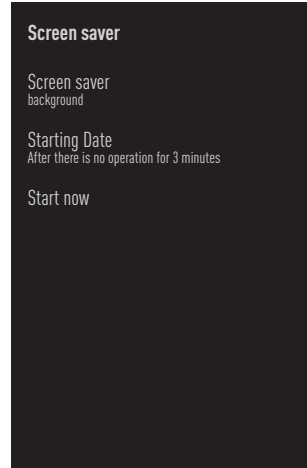 Screen saver
Screen saver
background
Starting Date
After there is no operation for 3 minutes
Start now